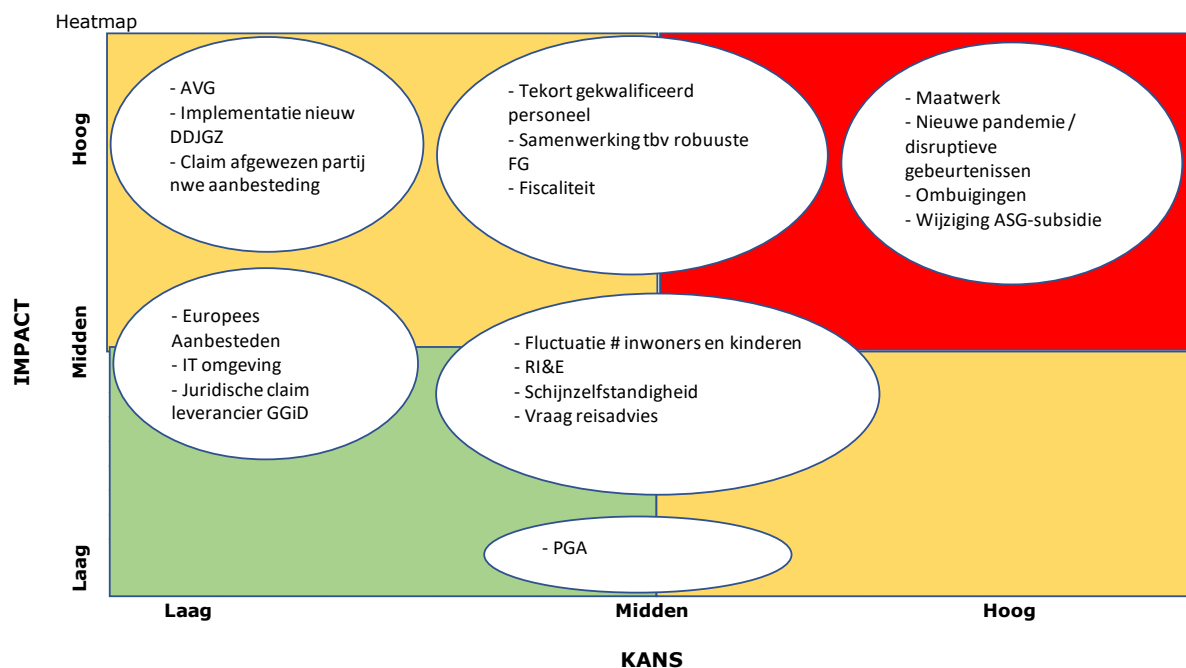 Heatmap
- AVG
- Implementatie nieuw
DDJGZ
- Claim afgewezen partij
nwe aanbesteding
- Tekort gekwalificeerd
personeel
- Samenwerking tbv robuuste
FG
- Fiscaliteit
- Maatwerk
- Nieuwe pandemie /
disruptieve
gebeurtenissen
- Ombuigingen
- Wijziging ASG-subsidie
Hoog
IMPACT
Midden
- Europees
Aanbesteden
- IT omgeving
- Juridische claim
leverancier GGiD
- Fluctuatie # inwoners en kinderen
- RI&E
- Schijnzelfstandigheid
- Vraag reisadvies
Laag
- PGA
Laag
Midden
Hoog
KANS